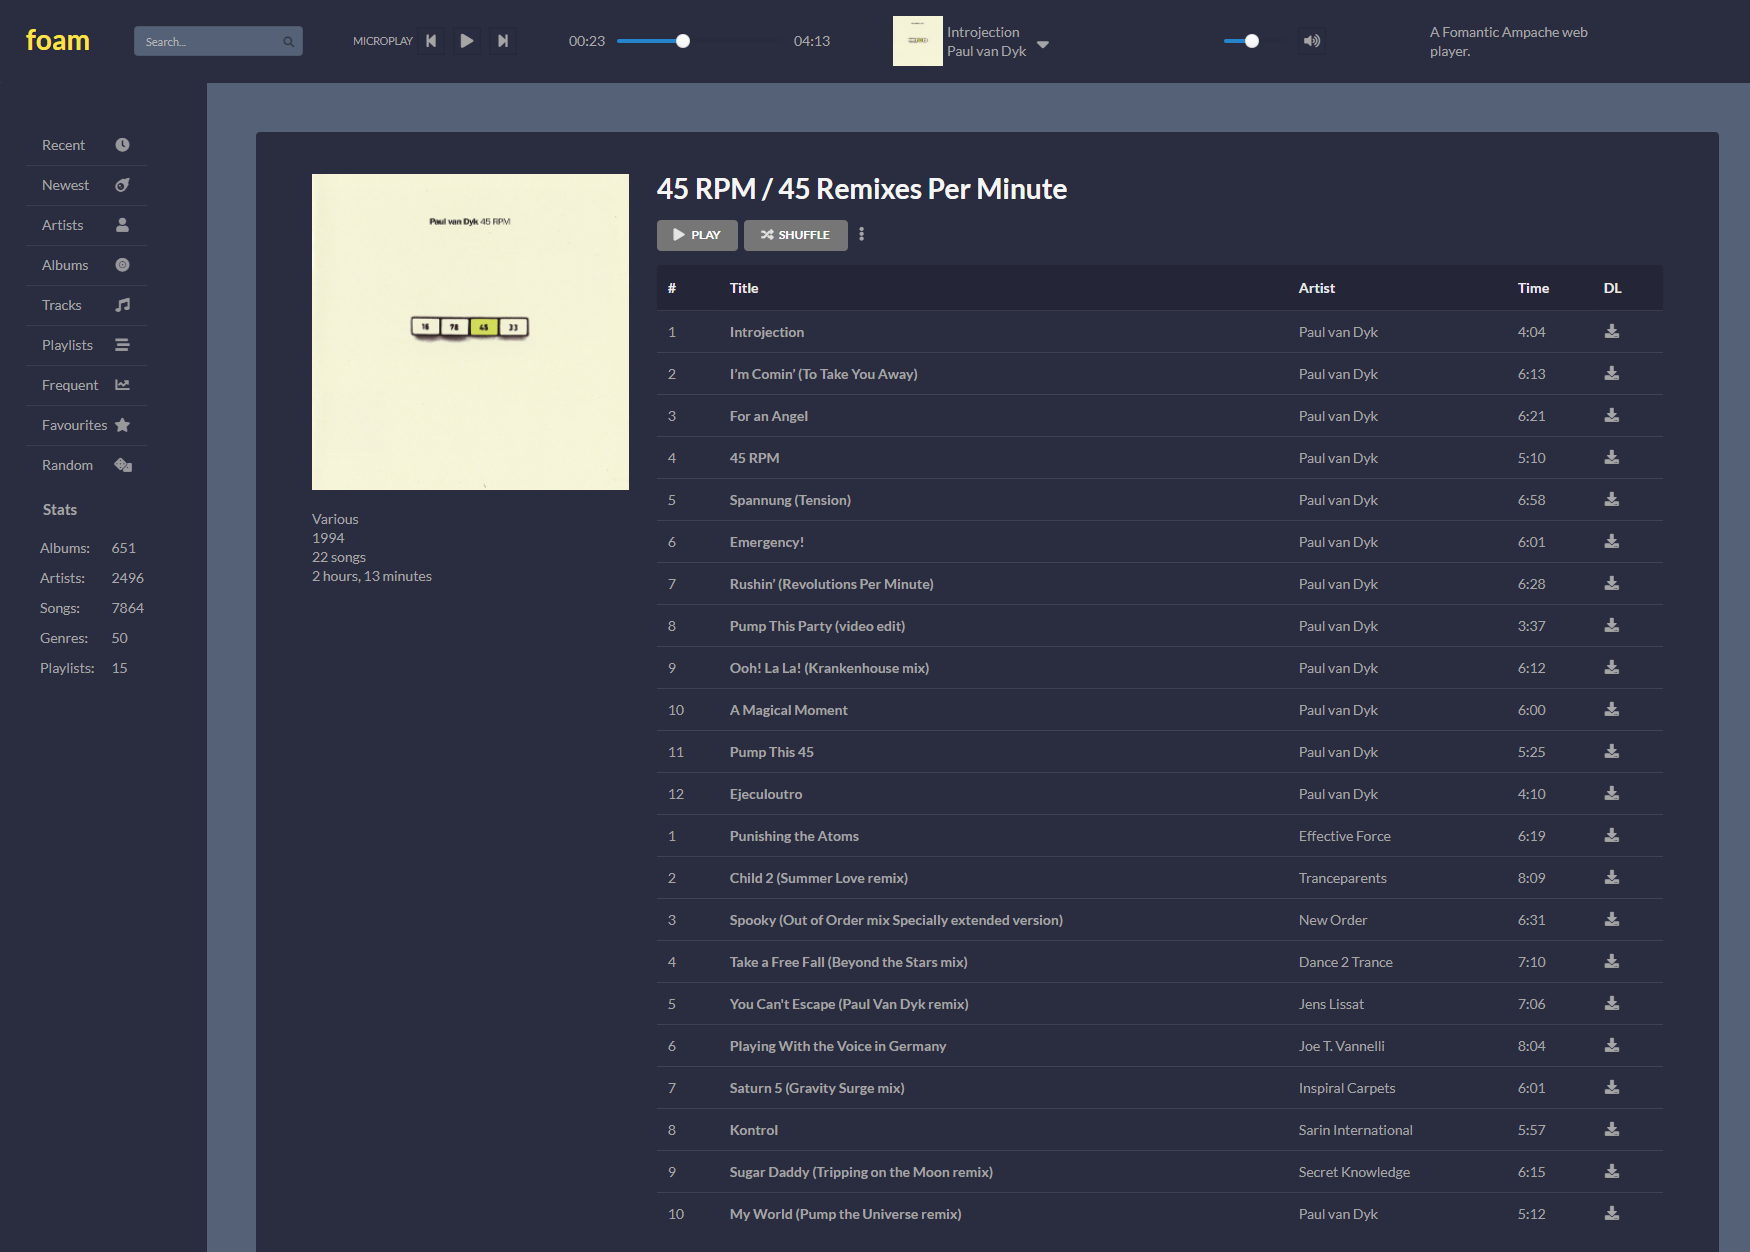 foam
Search...
MICROPLAY
00:23
04:13
Introjection
Paul van Dyk
A Fomantic Ampache web
player.
Recent
Newest
Artists
Albums
Tracks
Playlists
Frequent
Favourites
Random
Stats
Albums: 651
Artists: 2496
Songs: 7864
Genres: 50
Playlists: 15
Paul van Dyk 45 RPM
16 78 45 33
Various
1994
22 songs
2 hours, 13 minutes
45 RPM / 45 Remixes Per Minute
PLAY SHUFFLE
# Title Artist Time DL
1 Introjection Paul van Dyk 4:04
2 I’m Comin’ (To Take You Away) Paul van Dyk 6:13
3 For an Angel Paul van Dyk 6:21
4 45 RPM Paul van Dyk 5:10
5 Spannung (Tension) Paul van Dyk 6:58
6 Emergency! Paul van Dyk 6:01
7 Rushin’ (Revolutions Per Minute) Paul van Dyk 6:28
8 Pump This Party (video edit) Paul van Dyk 3:37
9 Ooh! La La! (Krankenhouse mix) Paul van Dyk 6:12
10 A Magical Moment Paul van Dyk 6:00
11 Pump This 45 Paul van Dyk 5:25
12 Ejeculoutro Paul van Dyk 4:10
1 Punishing the Atoms Effective Force 6:19
2 Child 2 (Summer Love remix) Tranceparents 8:09
3 Spooky (Out of Order mix Specially extended version) New Order 6:31
4 Take a Free Fall (Beyond the Stars mix) Dance 2 Trance 7:10
5 You Can't Escape (Paul Van Dyk remix) Jens Lissat 7:06
6 Playing With the Voice in Germany Joe T. Vannelli 8:04
7 Saturn 5 (Gravity Surge mix) Inspiral Carpets 6:01
8 Kontrol Sarin International 5:57
9 Sugar Daddy (Tripping on the Moon remix) Secret Knowledge 6:15
10 My World (Pump the Universe remix) Paul van Dyk 5:12